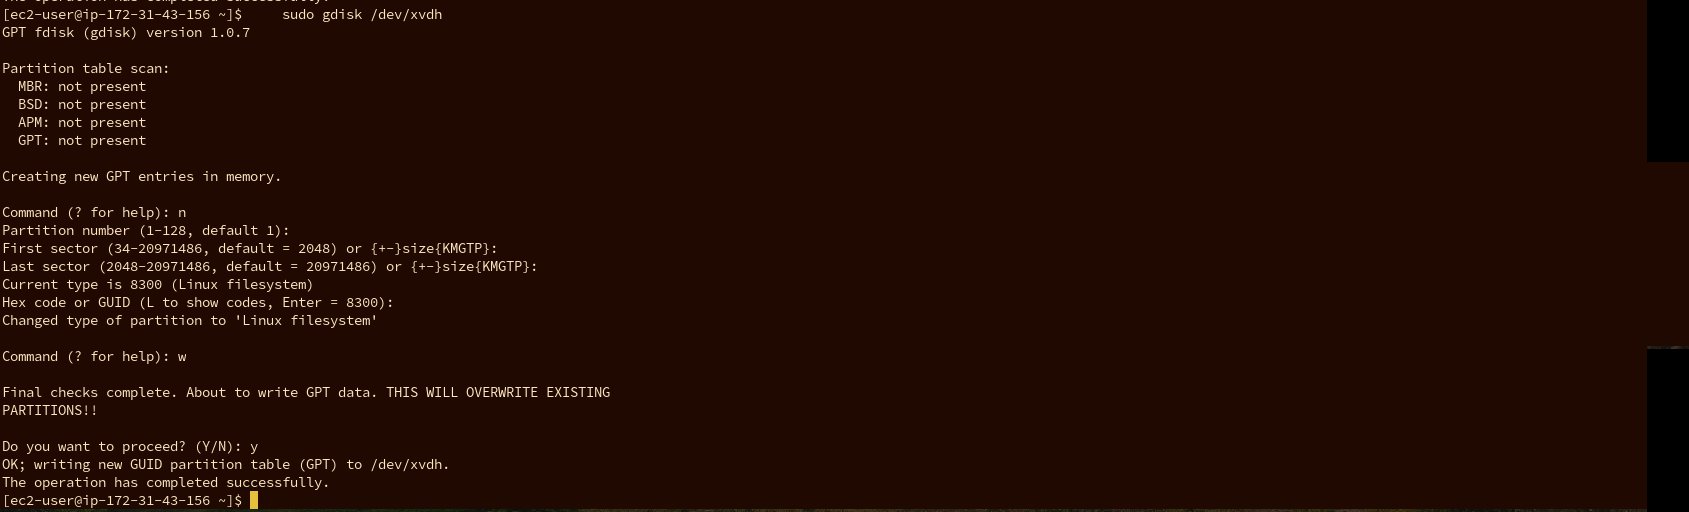 The operation has completed successfully.
[ec2-user@ip-172-31-43-156 ~]$     sudo gdisk /dev/xvdh
GPT fdisk (gdisk) version 1.0.7

Partition table scan:
  MBR: not present
  BSD: not present
  APM: not present
  GPT: not present

Creating new GPT entries in memory.

Command (? for help): n
Partition number (1-128, default 1):
First sector (34-20971486, default = 2048) or {+-}size{KMGTP}:
Last sector (2048-20971486, default = 20971486) or {+-}size{KMGTP}:
Current type is 8300 (Linux filesystem)
Hex code or GUID (L to show codes, Enter = 8300):
Changed type of partition to 'Linux filesystem'

Command (? for help): w

Final checks complete. About to write GPT data. THIS WILL OVERWRITE EXISTING
PARTITIONS!!

Do you want to proceed? (Y/N): y
OK; writing new GUID partition table (GPT) to /dev/xvdh.
The operation has completed successfully.
[ec2-user@ip-172-31-43-156 ~]$